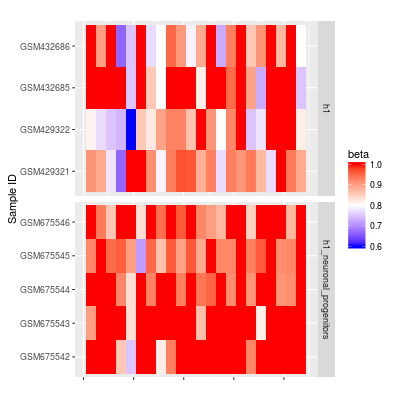 GSM432686
GSM432685
GSM429322
GSM429321
GSM675546
GSM675545
GSM675544
GSM675543
GSM675542
Sample ID
h1
h1_neuronal_progenitors
beta
1.0
0.9
0.8
0.7
0.6